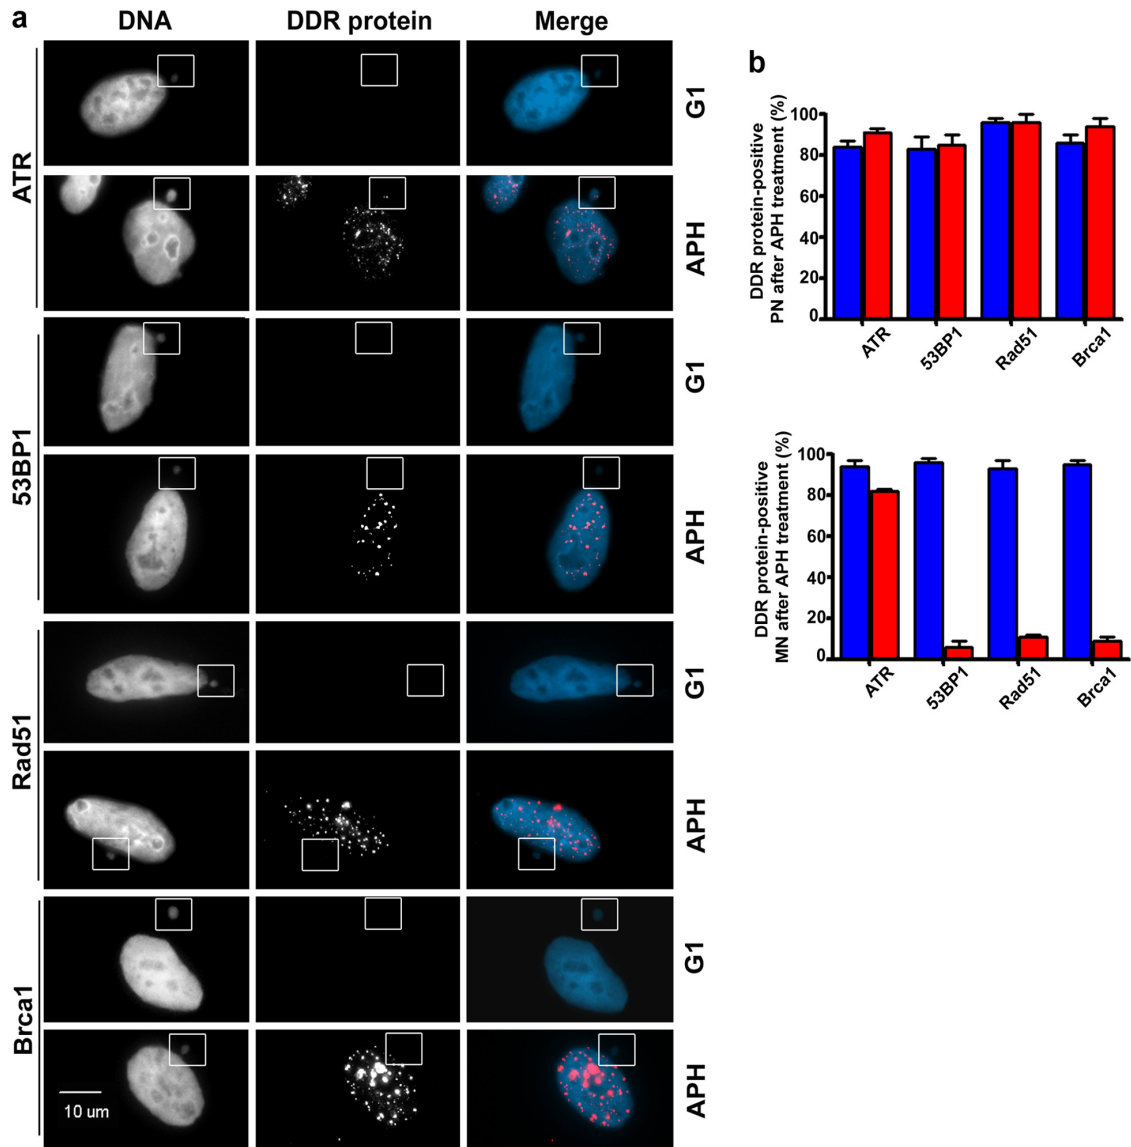 a
DNA DDR protein Merge
ATR
G1
APH
53BP1
G1
APH
Rad51
G1
APH
Brca1
G1
APH
10 um
b
DDR protein-positive
PN after APH treatment (%)
100
80
60
40
20
0
ATR 53BP1 Rad51 Brca1
DDR protein-positive
MN after APH treatment (%)
100
80
60
40
20
0
ATR 53BP1 Rad51 Brca1